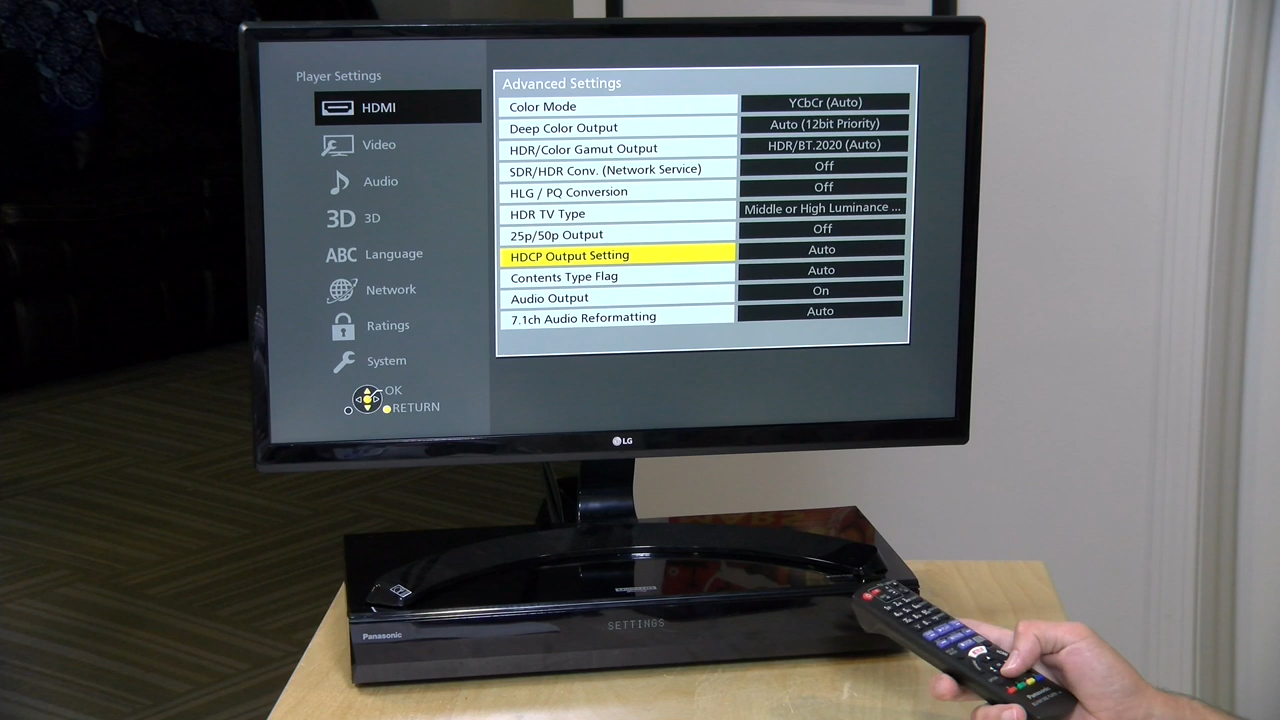 Player Settings
HDMI
Video
Audio
3D 3D
ABC Language
Network
Ratings
System
OK
RETURN
Advanced Settings
Color Mode YCbCr (Auto)
Deep Color Output Auto (12bit Priority)
HDR/Color Gamut Output HDR/BT.2020 (Auto)
SDR/HDR Conv. (Network Service) Off
HLG / PQ Conversion Off
HDR TV Type Middle or High Luminance ...
25p/50p Output Off
HDCP Output Setting Auto
Contents Type Flag Auto
Audio Output On
7.1ch Audio Reformatting Auto
LG
Panasonic
SETTINGS
Panasonic